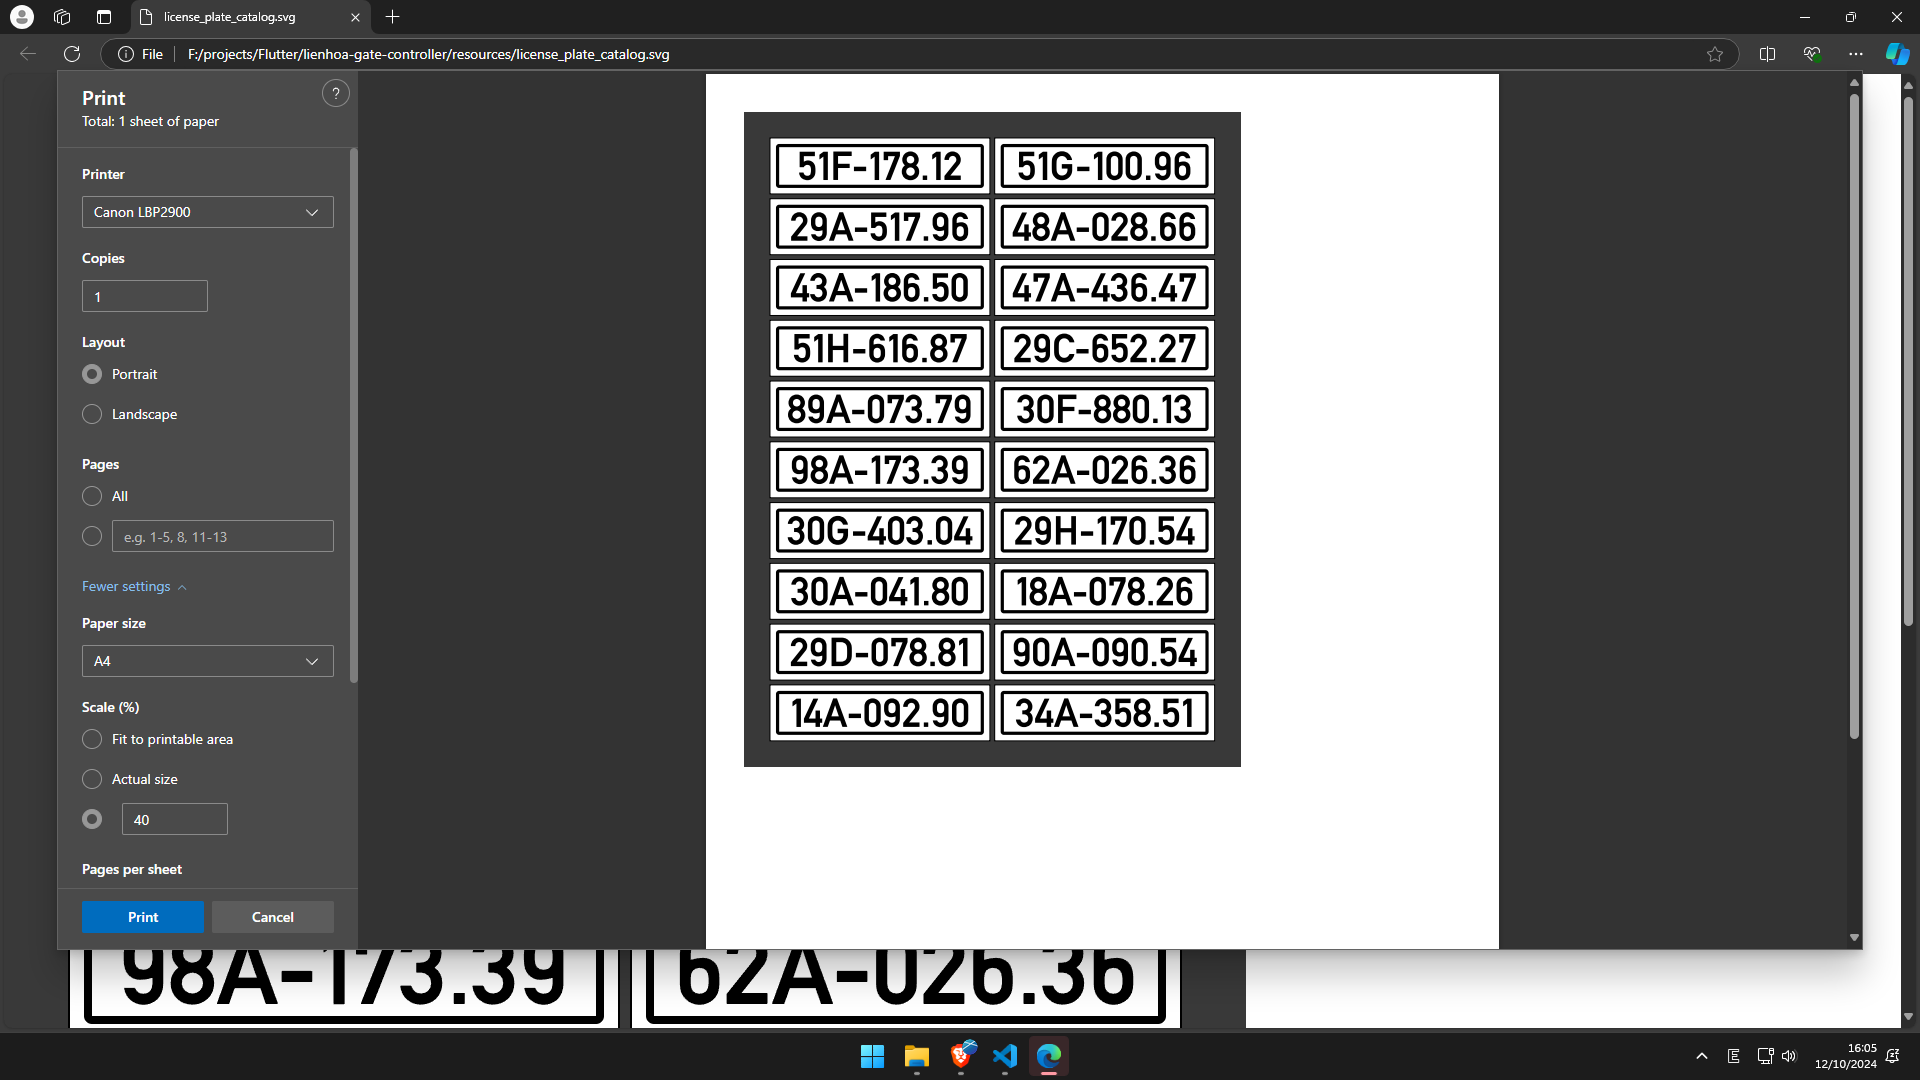 license_plate_catalog.svg
File
F:/projects/Flutter/lienhoa-gate-controller/resources/license_plate_catalog.svg
Print
?
Total: 1 sheet of paper
Printer
Canon LBP2900
Copies
1
Layout
Portrait
Landscape
Pages
All
e.g. 1-5, 8, 11-13
Fewer settings
Paper size
A4
Scale (%)
Fit to printable area
Actual size
40
Pages per sheet
Print
Cancel
51F-178.12
51G-100.96
29A-517.96
48A-028.66
43A-186.50
47A-436.47
51H-616.87
29C-652.27
89A-073.79
30F-880.13
98A-173.39
62A-026.36
30G-403.04
29H-170.54
30A-041.80
18A-078.26
29D-078.81
90A-090.54
14A-092.90
34A-358.51
98A-173.39
62A-026.36
E
16:05
12/10/2024